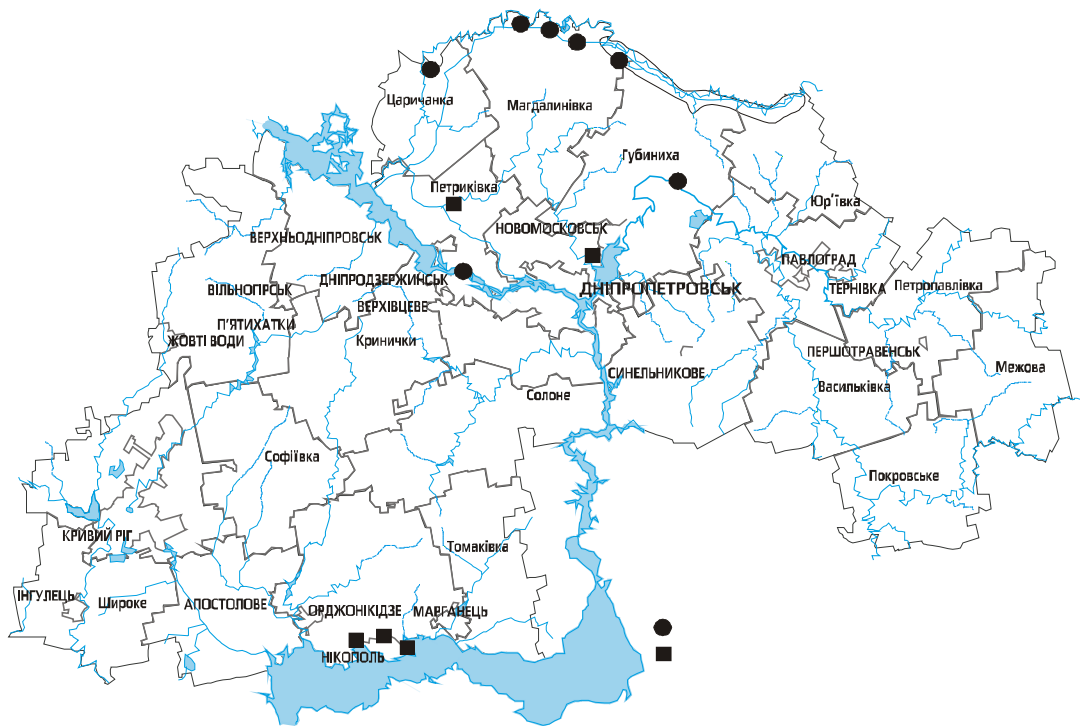 Царичанка
Магдалинівка
Губиниха
Петриківка
Юр'ївка
НОВОМОСКОВСЬК
ВЕРХНЬОДНІПРОВСЬК
ПАВЛОГРАД
ДНІПРОДЗЕРЖИНСЬК
ВІЛЬНОГІРСЬК
ДНІПРОПЕТРОВСЬК
ТЕРНІВКА
Петропавлівка
ВЕРХІВЦЕВЕ
П'ЯТИХАТКИ
ЖОВТІ ВОДИ
Кринички
ПЕРШОТРАВЕНСЬК
Межова
СИНЕЛЬНИКОВЕ
Васильківка
Солоне
Софіївка
Покровське
КРИВИЙ РІГ
Томаківка
ІНГУЛЕЦЬ
Широке
АПОСТОЛОВЕ
ОРДЖОНІКІДЗЕ
МАРГАНЕЦЬ
НІКОПОЛЬ